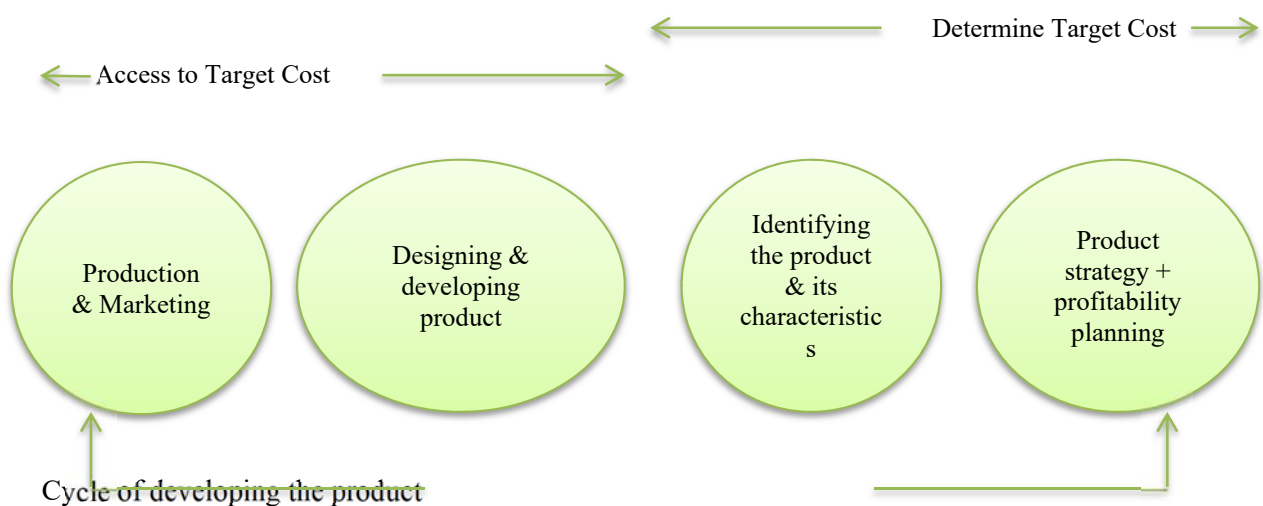 Determine Target Cost
Access to Target Cost
Production
& Marketing
Designing &
developing
product
Identifying
the product
& its
characteristic
s
Product
strategy +
profitability
planning
Cycle of developing the product